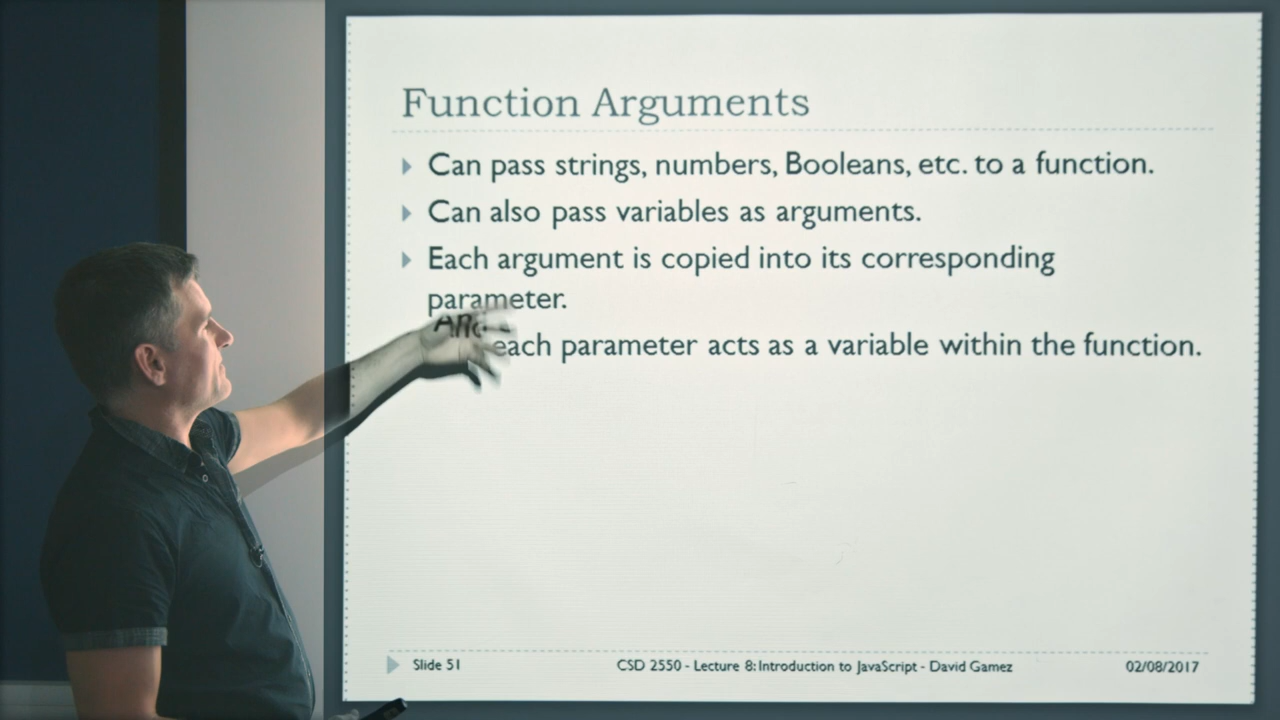 Function Arguments
Can pass strings, numbers, Booleans, etc. to a function.
Can also pass variables as arguments.
Each argument is copied into its corresponding
parameter.
each parameter acts as a variable within the function.
Slide 51
CSD 2550 - Lecture 8: Introduction to JavaScript - David Gamez
02/08/2017